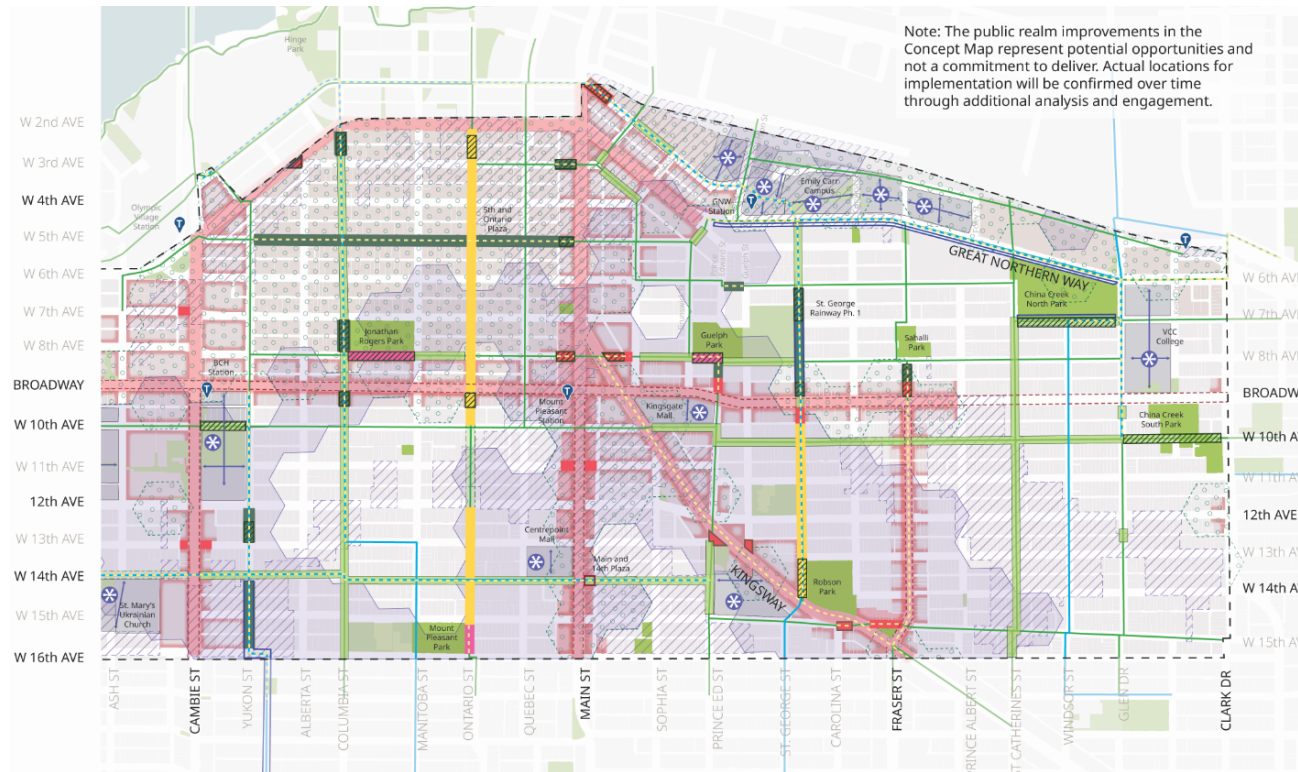 Note: The public realm improvements in the
Concept Map represent potential opportunities and
not a commitment to deliver. Actual locations for
implementation will be confirmed over time
through additional analysis and engagement.
Hinge
Park
W 2nd AVE
W 3rd AVE
W 4th AVE
W 5th AVE
W 6th AVE
W 7th AVE
W 8th AVE
BROADWAY
W 10th AVE
W 11th AVE
12th AVE
W 13th AVE
W 14th AVE
W 15th AVE
W 16th AVE
Olympic
Village
Station
T
5th and
Ontario
Plaza
Emily Carr
Campus
GNW
Station
T
T
GREAT NORTHERN WAY
W 6th AVE
China Creek
North Park
St. George
Rainway Ph. 1
W 7th AVE
Jonathan
Rogers Park
Guelph
Park
Sahalli
Park
VCC
College
W 8th AVE
BCH
Station
T
T
Mount
Pleasant
Station
Kingsgate
Mall
BROADW
China Creek
South Park
W 10th A
W 11th AVE
12th AVE
Centrepoint
Mall
Main and
14th Plaza
W 13th AVE
KINGSWAY
Robson
Park
W 14th A
St. Mary's
Ukrainian
Church
Mount
Pleasant
Park
W 15th AV
ASH ST
CAMBIE ST
YUKON ST
ALBERTA ST
COLUMBIA ST
MANITOBA ST
ONTARIO ST
QUEBEC ST
MAIN ST
SOPHIA ST
PRINCE ED ST
ST. GEORGE ST
CAROLINA ST
FRASER ST
PRINCE ALBERT ST
ST CATHERINES ST
WINDSOR ST
GLEN DR
CLARK DR